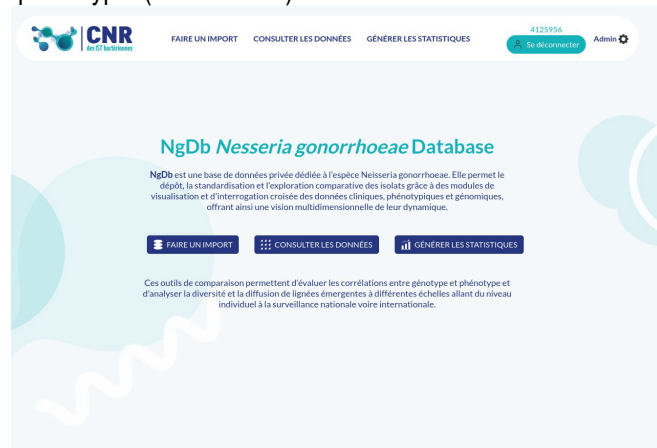 CNR
des IST bactériennes
FAIRE UN IMPORT
CONSULTER LES DONNÉES
GÉNÉRER LES STATISTIQUES
4125956
Se déconnecter
Admin
NgDb Nesseria gonorrhoeae Database
NgDb est une base de données privée dédiée à l'espèce Neisseria gonorrhoeae. Elle permet le
dépôt, la standardisation et l'exploration comparative des isolats grâce à des modules de
visualisation et d'interrogation croisée des données cliniques, phénotypiques et génomiques,
offrant ainsi une vision multidimensionnelle de leur dynamique.
FAIRE UN IMPORT
CONSULTER LES DONNÉES
GÉNÉRER LES STATISTIQUES
Ces outils de comparaison permettent d'évaluer les corrélations entre génotype et phénotype et
d'analyser la diversité et la diffusion de lignées émergentes à différentes échelles allant du niveau
individuel à la surveillance nationale voire internationale.